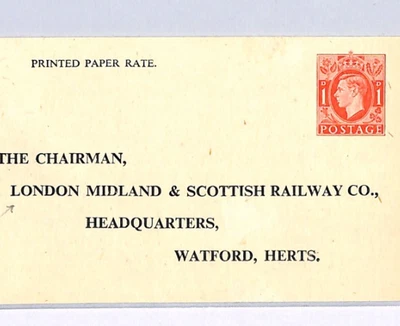 PRINTED PAPER RATE.
1D 1D
POSTAGE
THE CHAIRMAN,
LONDON MIDLAND & SCOTTISH RAILWAY CO.,
HEADQUARTERS,
WATFORD, HERTS.